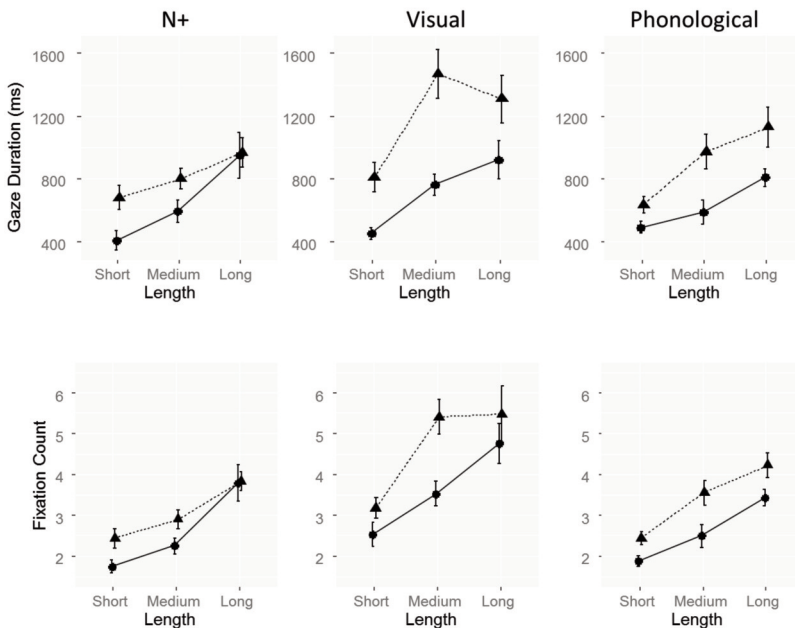 N+ Visual Phonological
Gaze Duration (ms)
1600 1600 1600
1200 1200 1200
800 800 800
400 400 400
Short Medium Long Short Medium Long Short Medium Long
Length Length Length
Fixation Count
6 6 6
5 5 5
4 4 4
3 3 3
2 2 2
Short Medium Long Short Medium Long Short Medium Long
Length Length Length